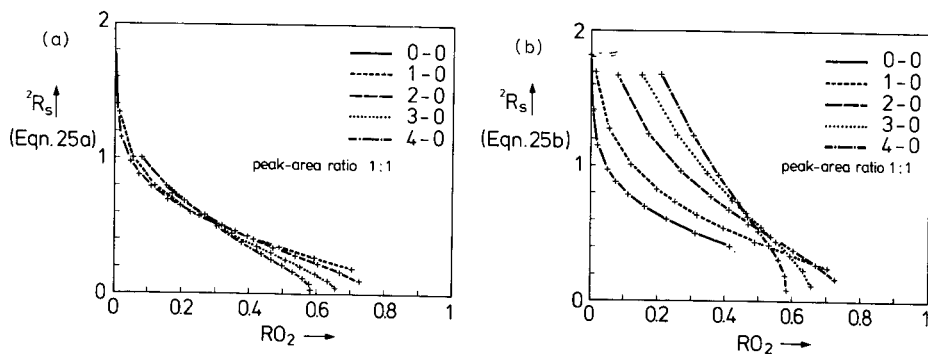 (a)
2
²Rs↑
(Eqn. 25a)
1
0
0 0.2 0.4 0.6 0.8 1
RO₂ →
0-0
1-0
2-0
3-0
4-0
peak-area ratio 1:1
(b)
2
²Rs↑
(Eqn. 25b)
1
0
0 0.2 0.4 0.6 0.8 1
RO₂ →
0-0
1-0
2-0
3-0
4-0
peak-area ratio 1:1